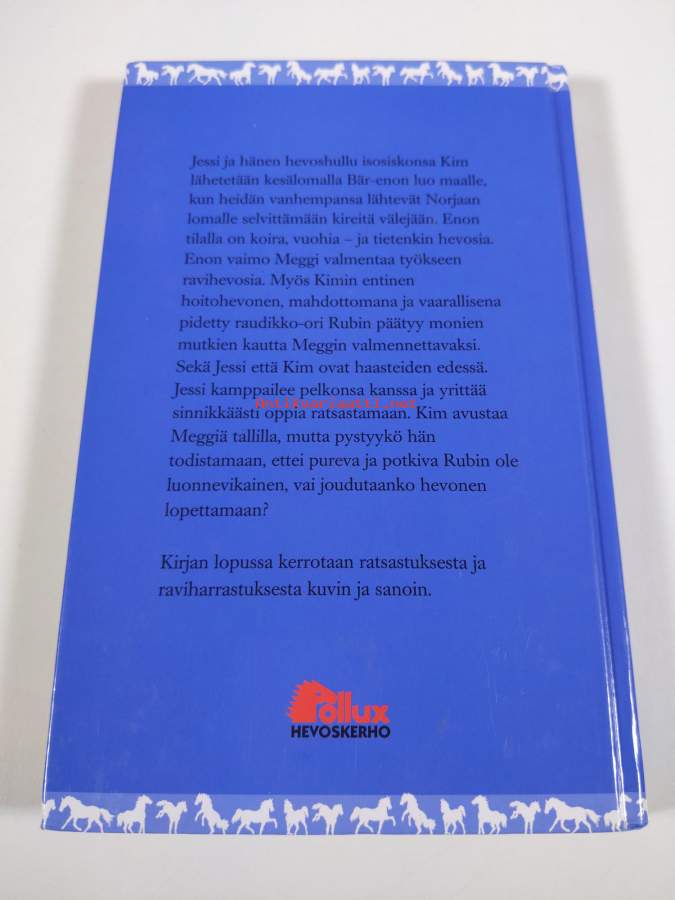 Jessi ja hänen hevoshullu isosiskonsa Kim
lähetetään kesälomalla Bär-enon luo maalle,
kun heidän vanhempansa lähtevät Norjaan
lomalle selvittämään kireitä välejään. Enon
tilalla on koira, vuohia – ja tietenkin hevosia.
Enon vaimo Meggi valmentaa työkseen
ravihevosia. Myös Kimin entinen
hoitohevonen, mahdottomana ja vaarallisena
pidetty raudikko-ori Rubin päätyy monien
mutkien kautta Meggin valmennettavaksi.
Sekä Jessi että Kim ovat haasteiden edessä.
Jessi kamppailee pelkonsa kanssa ja yrittää
Antikvariaatti.net
sinnikkäästi oppia ratsastamaan. Kim avustaa
Meggiä tallilla, mutta pystyykö hän
todistamaan, ettei pureva ja potkiva Rubin ole
luonnevikainen, vai joudutaanko hevonen
lopettamaan?
Kirjan lopussa kerrotaan ratsastuksesta ja
raviharrastuksesta kuvin ja sanoin.
Pollux
HEVOSKERHO